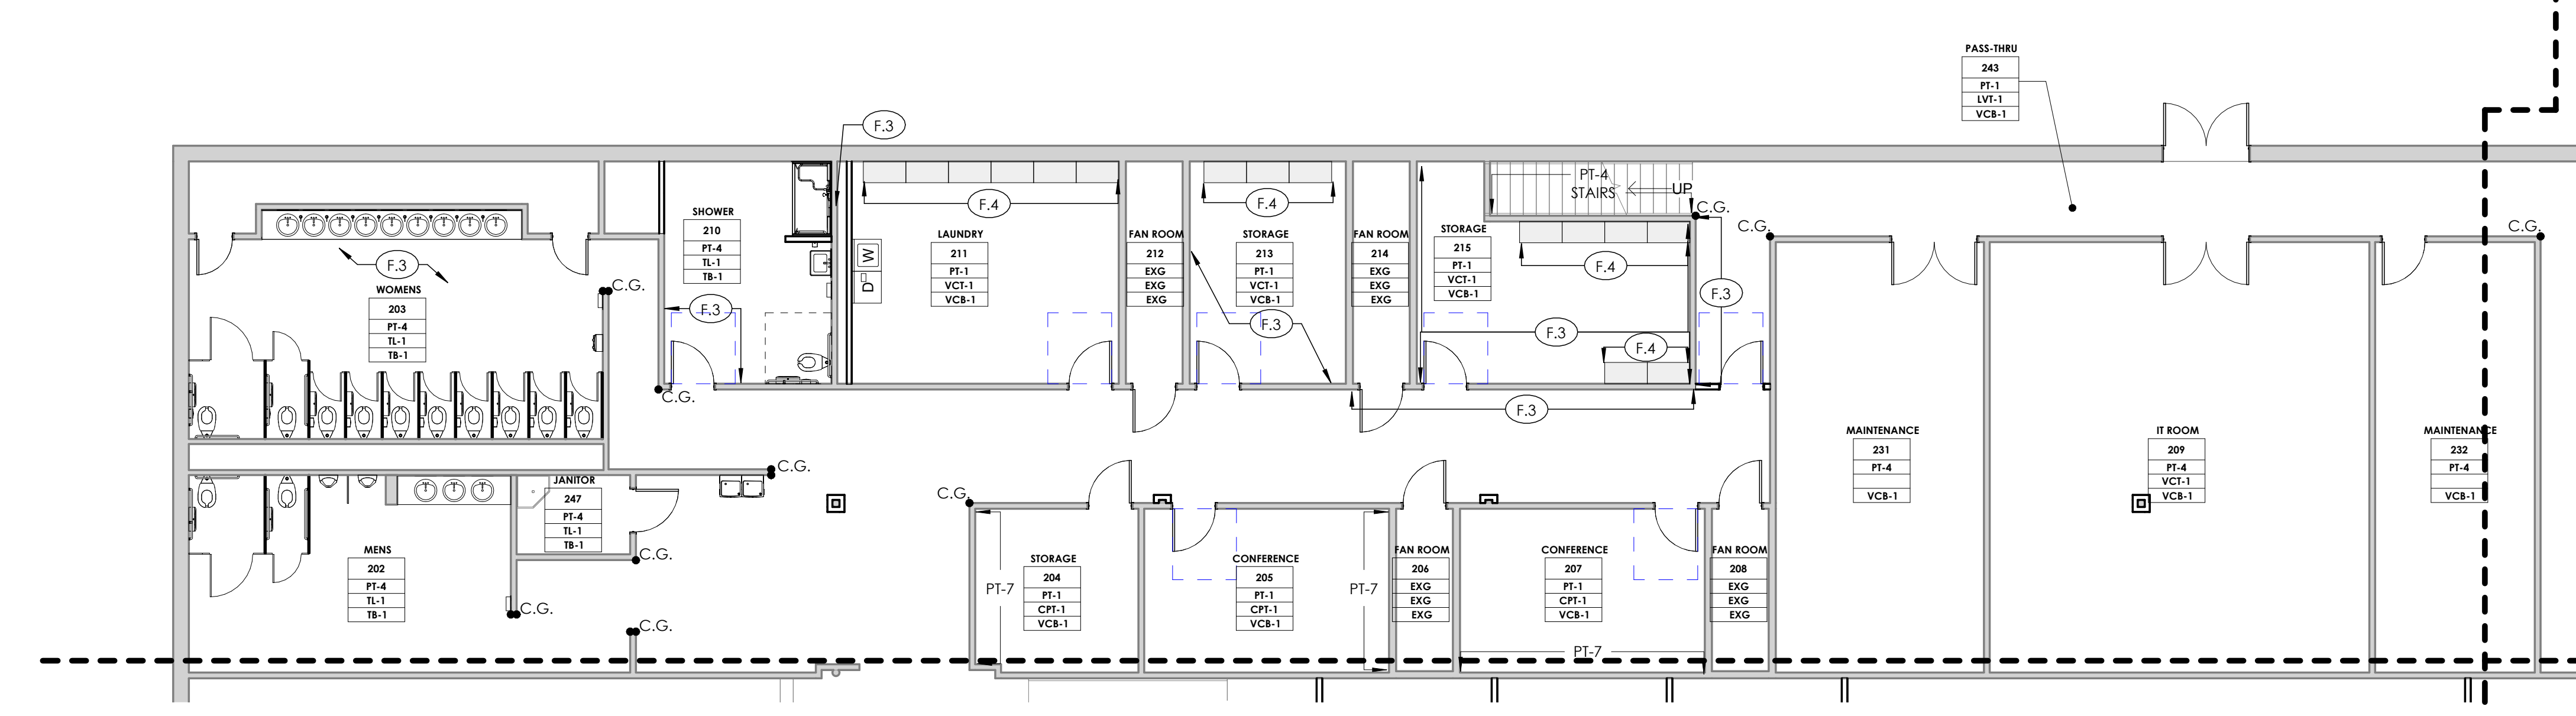 PASS-THRU
243
PT-1
LVT-1
VCB-1
F.3
PT-4
STAIRS
UP
C.G.
C.G.
C.G.
SHOWER
210
PT-4
TL-1
TB-1
F.4
F.4
LAUNDRY
211
PT-1
VCT-1
VCB-1
W
D
FAN ROOM
212
EXG
EXG
EXG
STORAGE
213
PT-1
VCT-1
VCB-1
FAN ROOM
214
EXG
EXG
EXG
STORAGE
215
PT-1
VCT-1
VCB-1
F.4
F.3
F.3
WOMENS
203
PT-4
TL-1
TB-1
C.G.
F.3
F.3
F.3
F.4
C.G.
F.3
MAINTENANCE
231
PT-4
VCB-1
IT ROOM
209
PT-4
VCT-1
VCB-1
MAINTENANCE
232
PT-4
VCB-1
C.G.
JANITOR
247
PT-4
TL-1
TB-1
C.G.
MENS
202
PT-4
TL-1
TB-1
C.G.
C.G.
C.G.
PT-7
STORAGE
204
PT-1
CPT-1
VCB-1
CONFERENCE
205
PT-1
CPT-1
VCB-1
PT-7
FAN ROOM
206
EXG
EXG
EXG
CONFERENCE
207
PT-1
CPT-1
VCB-1
FAN ROOM
208
EXG
EXG
EXG
PT-7